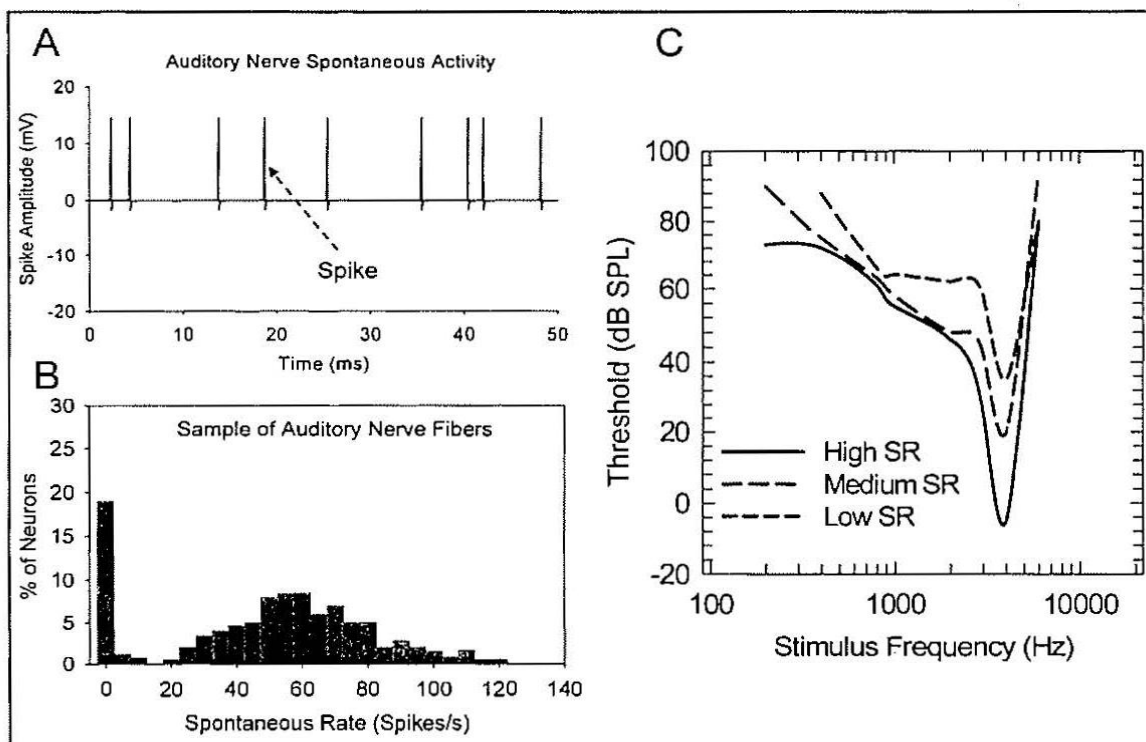 A
Auditory Nerve Spontaneous Activity
Spike Amplitude (mV)
20
10
0
-10
-20
Spike
0 10 20 30 40 50
Time (ms)
B
Sample of Auditory Nerve Fibers
% of Neurons
30
25
20
15
10
5
0
0 20 40 60 80 100 120 140
Spontaneous Rate (Spikes/s)
C
Threshold (dB SPL)
100
80
60
40
20
0
-20
High SR
Medium SR
Low SR
100 1000 10000
Stimulus Frequency (Hz)